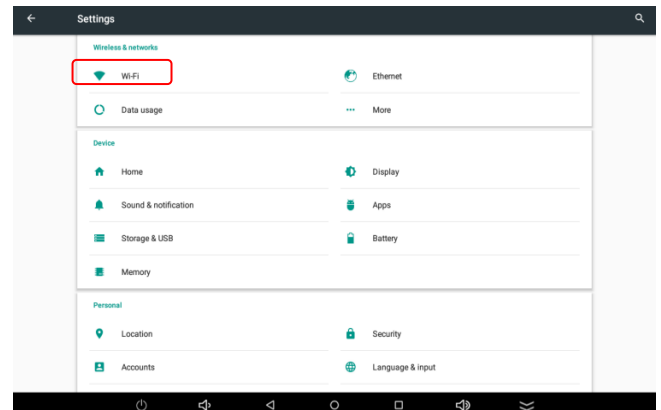 Settings
Wireless & networks
Wi-Fi
Ethernet
Data usage
More
Device
Home
Display
Sound & notification
Apps
Storage & USB
Battery
Memory
Personal
Location
Security
Accounts
Language & input